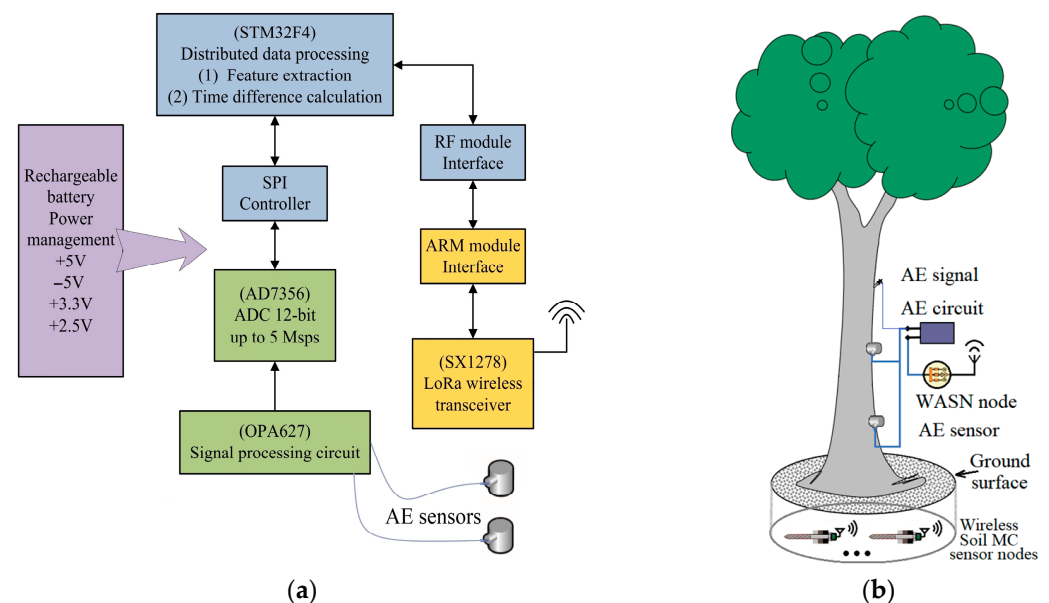 (STM32F4)
Distributed data processing
(1) Feature extraction
(2) Time difference calculation
Rechargeable
battery
Power
management
+5V
−5V
+3.3V
+2.5V
SPI
Controller
RF module
Interface
ARM module
Interface
(AD7356)
ADC 12-bit
up to 5 Msps
(SX1278)
LoRa wireless
transceiver
(OPA627)
Signal processing circuit
AE sensors
(a)
AE signal
AE circuit
WASN node
AE sensor
Ground
surface
Wireless
Soil MC
sensor nodes
(b)